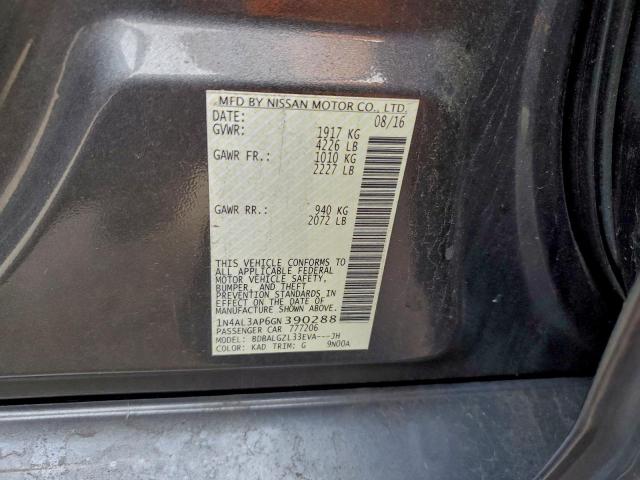 MFD BY NISSAN MOTOR CO., LTD.
DATE: 08/16
GVWR: 1917 KG
4226 LB
GAWR FR.: 1010 KG
2227 LB
GAWR RR.: 940 KG
2072 LB
THIS VEHICLE CONFORMS TO
ALL APPLICABLE FEDERAL
MOTOR VEHICLE SAFETY,
BUMPER, AND THEFT
PREVENTION STANDARDS IN
EFFECT ON THE DATE OF
MANUFACTURE SHOWN ABOVE.
1N4AL3AP6GN390288
PASSENGER CAR 777206
MODEL: BDBALGZL33EVA---JH
COLOR: KAD TRIM: G 9N00A